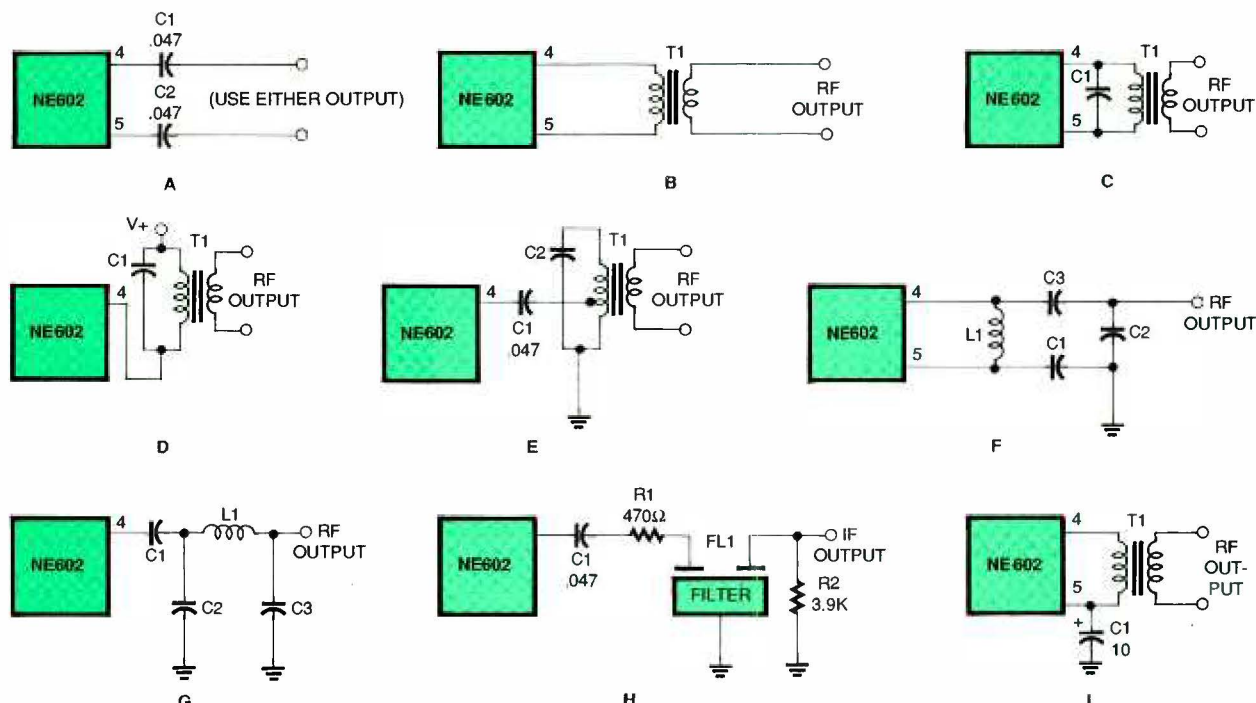 C1
.047
4
NE602
C2
.047
5
(USE EITHER OUTPUT)
A
NE602
4
5
T1
RF
OUTPUT
B
NE602
4
5
C1
T1
RF
OUTPUT
C
V+
C1
T1
NE602
4
RF
OUTPUT
D
NE602
4
C1
.047
C2
T1
RF
OUTPUT
E
NE602
4
5
L1
C3
C1
C2
RF
OUTPUT
F
NE602
4
C1
L1
C2
C3
RF
OUTPUT
G
NE602
C1
.047
R1
470Ω
FL1
FILTER
IF
OUTPUT
R2
3.9K
H
NE602
4
5
T1
+
C1
10
RF
OUT-
PUT
I